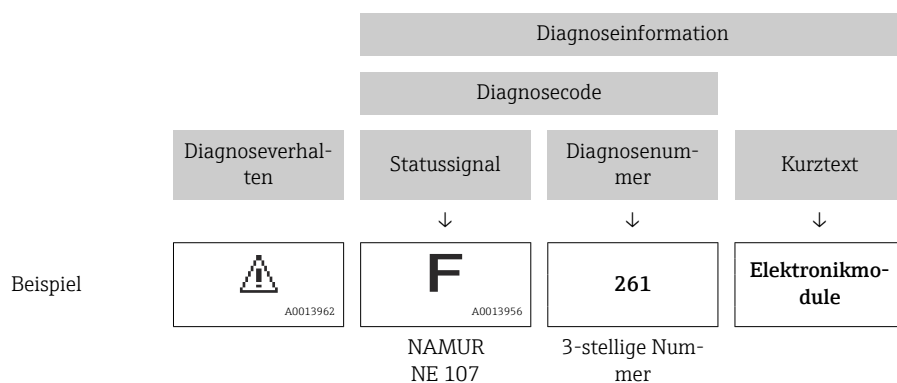 Diagnoseinformation
Diagnosecode
Diagnoseverhal-
ten
Statussignal
Diagnosenum-
mer
Kurztext
↓ ↓ ↓
Beispiel
A0013962
F
A0013956
261
Elektronikmo-
dule
NAMUR
NE 107
3-stellige Num-
mer